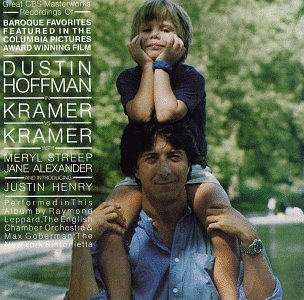 Great CBS Masterworks
Recordings Of
BAROQUE FAVORITES
FEATURED IN THE
COLUMBIA PICTURES
AWARD WINNING FILM
DUSTIN
HOFFMAN
IN
KRAMER
VS
KRAMER
WITH
MERYL STREEP
JANE ALEXANDER
AND INTRODUCING
JUSTIN HENRY
Performed in This
Album by Raymond
Leppard, The English
Chamber Orchestra &
Max Goberman, The
New York Sinfonietta